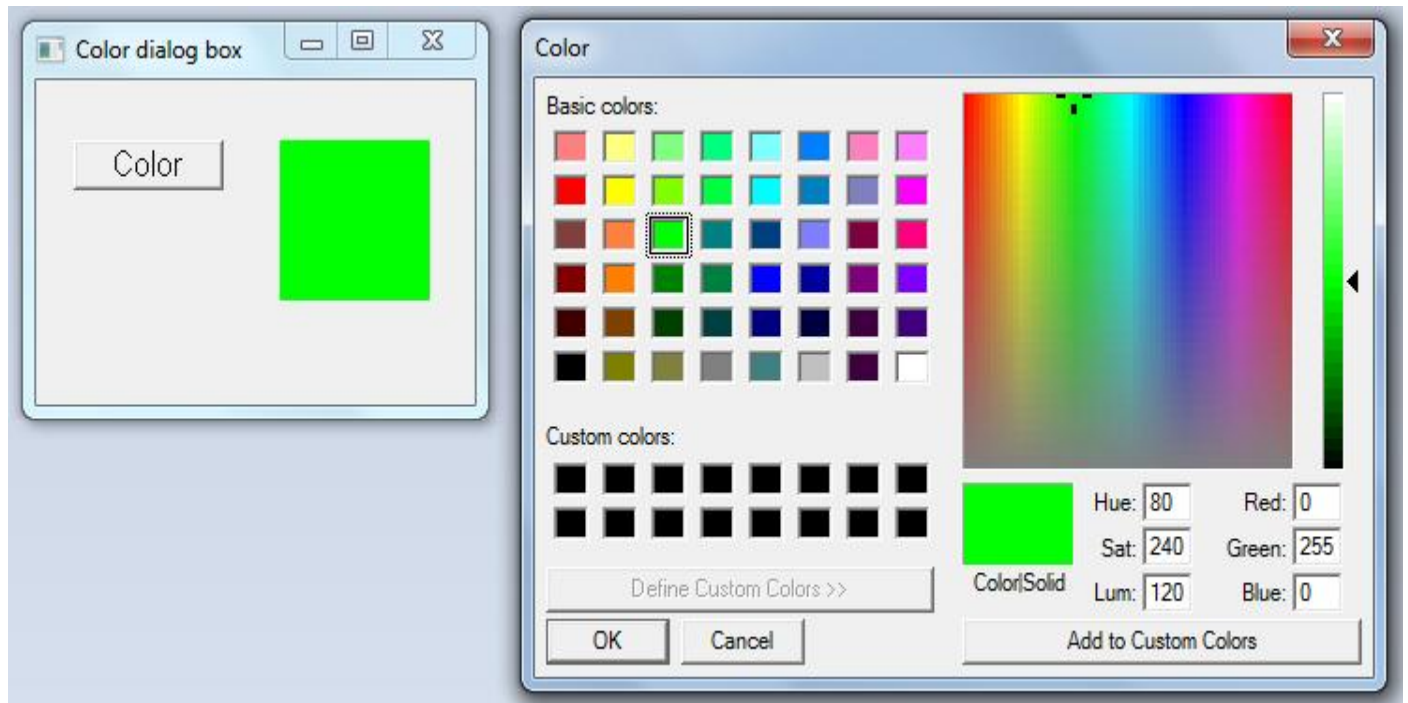 Color dialog box
Color
Color
Basic colors:
Custom colors:
Define Custom Colors >>
OK
Cancel
Color|Solid
Hue: 80
Sat: 240
Lum: 120
Red: 0
Green: 255
Blue: 0
Add to Custom Colors